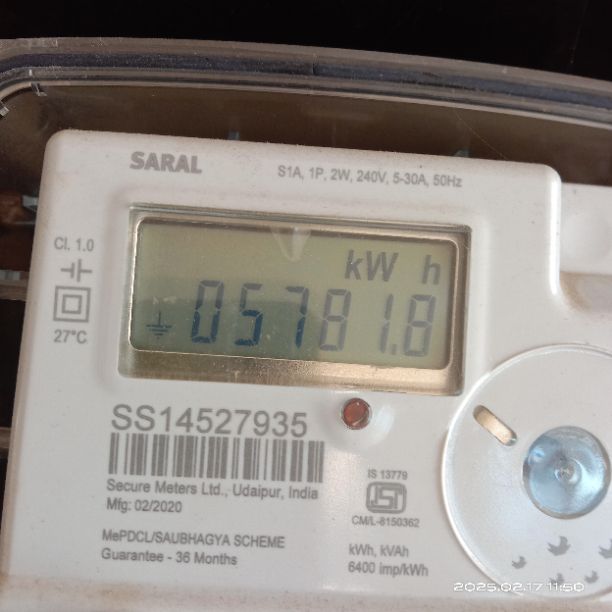 SARAL
S1A, 1P, 2W, 240V, 5-30A, 50Hz
Cl. 1.0
27°C
kW h
05781.8
SS14527935
Secure Meters Ltd., Udaipur, India
Mfg: 02/2020
MePDCL/SAUBHAGYA SCHEME
Guarantee - 36 Months
IS 13779
ISI
CM/L-8150362
kWh, kVAh
6400 imp/kWh
2025.02.17 11:50